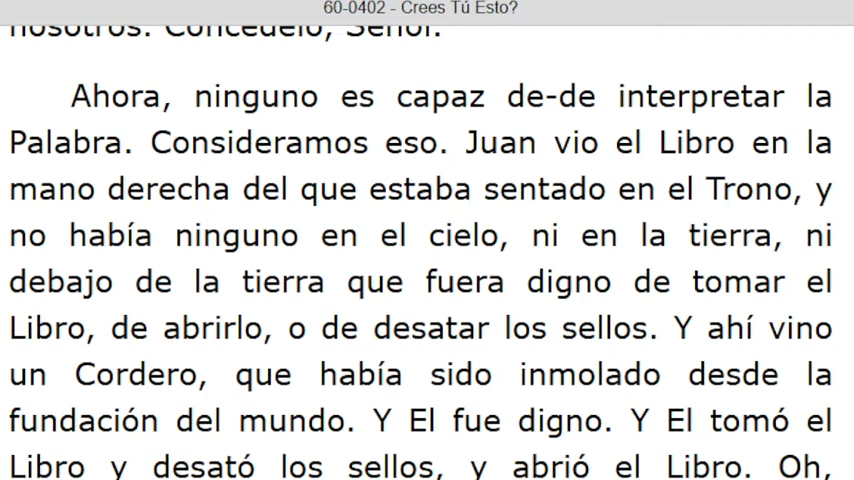 60-0402 - Crees Tú Esto?
nosotros. Concédelo, Señor.
Ahora, ninguno es capaz de-de interpretar la
Palabra. Consideramos eso. Juan vio el Libro en la
mano derecha del que estaba sentado en el Trono, y
no había ninguno en el cielo, ni en la tierra, ni
debajo de la tierra que fuera digno de tomar el
Libro, de abrirlo, o de desatar los sellos. Y ahí vino
un Cordero, que había sido inmolado desde la
fundación del mundo. Y El fue digno. Y El tomó el
Libro y desató los sellos, y abrió el Libro. Oh,